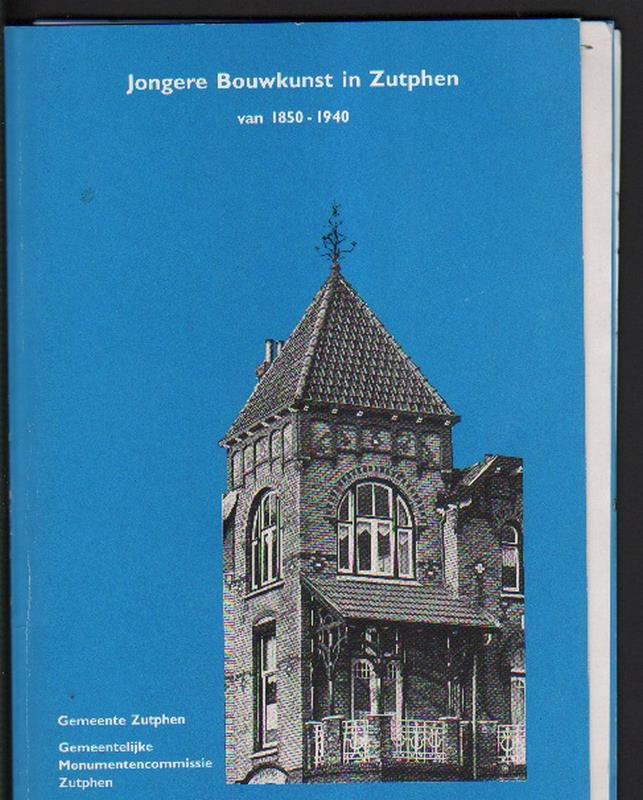 Jongere Bouwkunst in Zutphen
van 1850-1940
Gemeente Zutphen
Gemeentelijke
Monumentencommissie
Zutphen